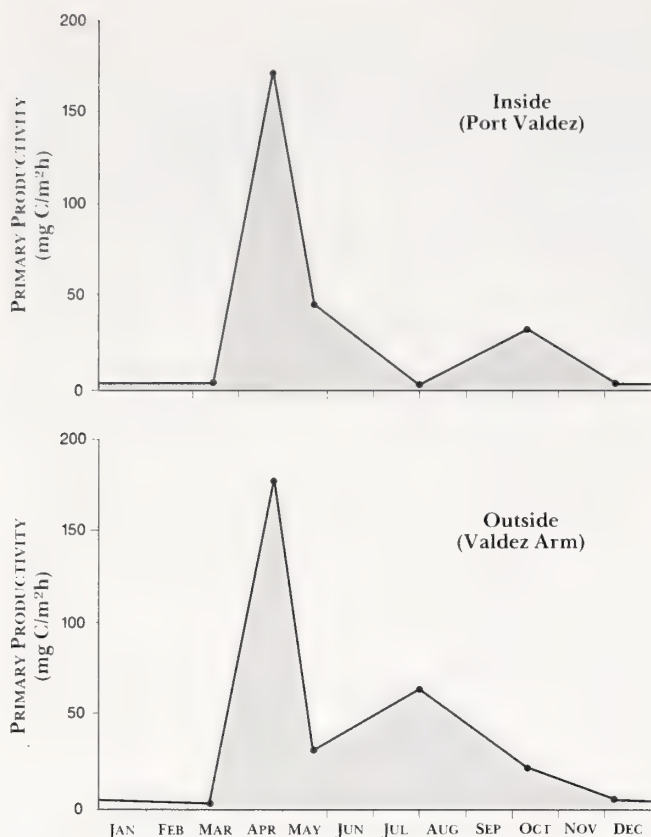 200
150
100
50
0
PRIMARY PRODUCTIVITY
(mg C/m²h)
Inside
(Port Valdez)
200
150
100
50
0
PRIMARY PRODUCTIVITY
(mg C/m²h)
Outside
(Valdez Arm)
JAN FEB MAR APR MAY JUN JUL AUG SEP OCT NOV DEC